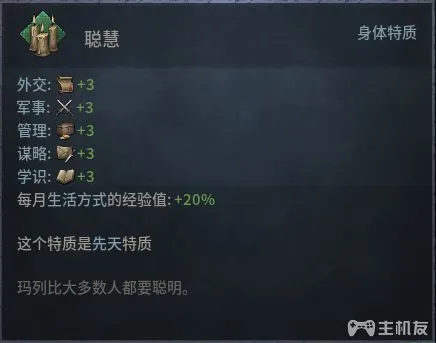 聪慧
身体特质
外交: +3
军事: +3
管理: +3
谋略: +3
学识: +3
每月生活方式的经验值: +20%
这个特质是先天特质
玛列比大多数人都要聪明。
主机友